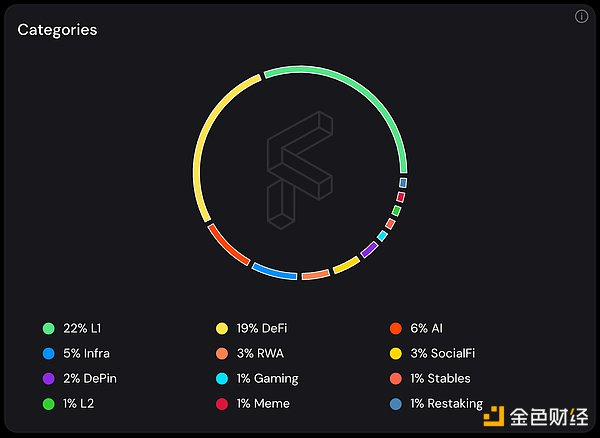 Categories
22% L1
19% DeFi
6% AI
5% Infra
3% RWA
3% SocialFi
2% DePin
1% Gaming
1% Stables
1% L2
1% Meme
1% Restaking
金色财经